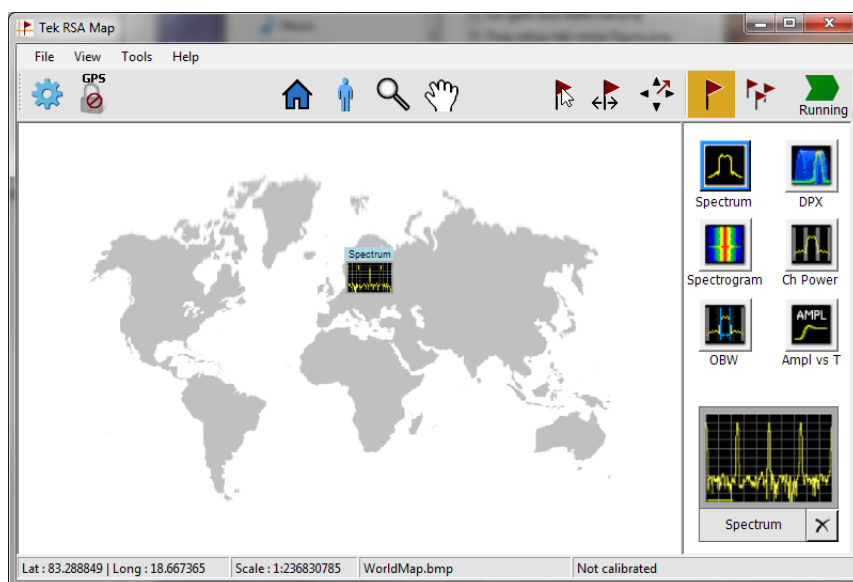 Tek RSA Map
File View Tools Help
GPS
Running
Spectrum DPX
Spectrogram Ch Power
AMPL
OBW Ampl vs T
Spectrum
Spectrum
Lat : 83.288849 | Long : 18.667365 Scale : 1:236830785 WorldMap.bmp Not calibrated